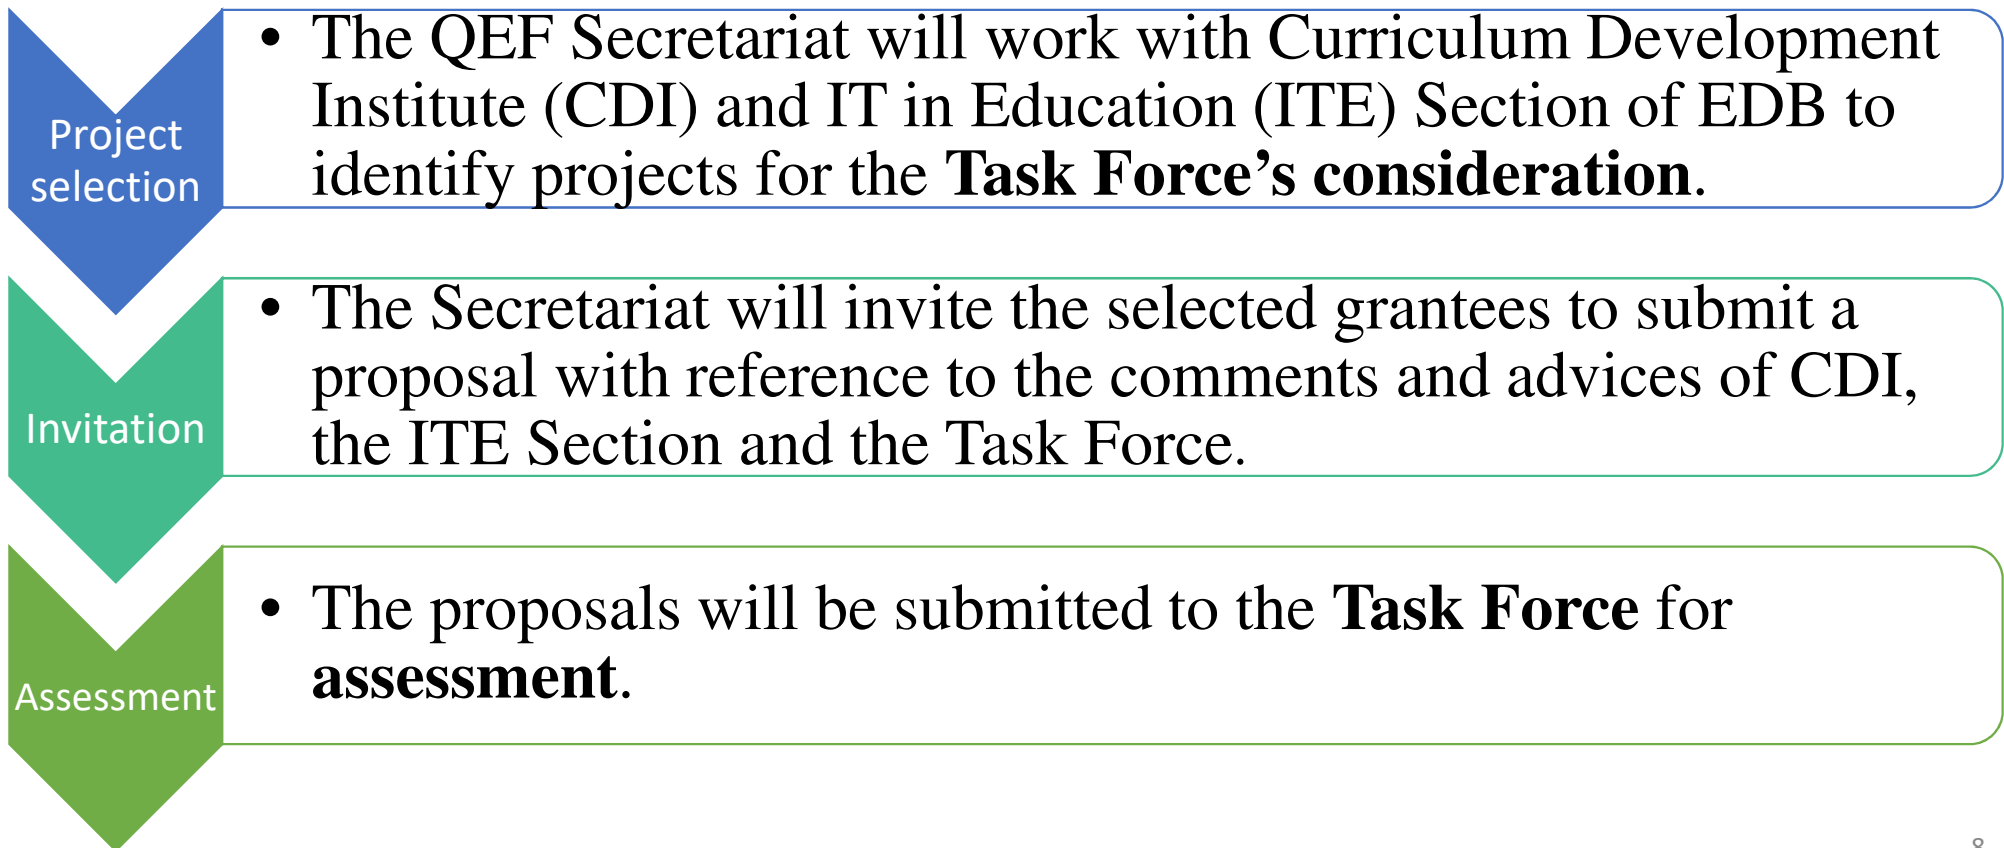 Project
selection
• The QEF Secretariat will work with Curriculum Development
Institute (CDI) and IT in Education (ITE) Section of EDB to
identify projects for the Task Force’s consideration.
Invitation
• The Secretariat will invite the selected grantees to submit a
proposal with reference to the comments and advices of CDI,
the ITE Section and the Task Force.
Assessment
• The proposals will be submitted to the Task Force for
assessment.
8